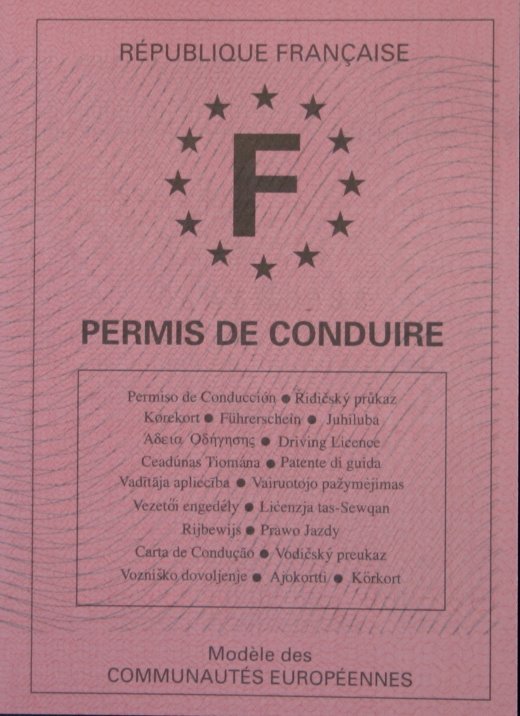 RÉPUBLIQUE FRANÇAISE
F
PERMIS DE CONDUIRE
Permiso de Conducción ● Řidičský průkaz
Kørekort ● Führerschein ● Juhiluba
Άδεια Οδήγησης ● Driving Licence
Ceadúnas Tiomána ● Patente di guida
Vadītāja apliecība ● Vairuotojo pažymėjimas
Vezetői engedély ● Liċenzja tas-Sewqan
Rijbewijs ● Prawo Jazdy
Carta de Condução ● Vodičský preukaz
Vozniško dovoljenje ● Ajokortti ● Körkort
Modèle des
COMMUNAUTÉS EUROPÉENNES